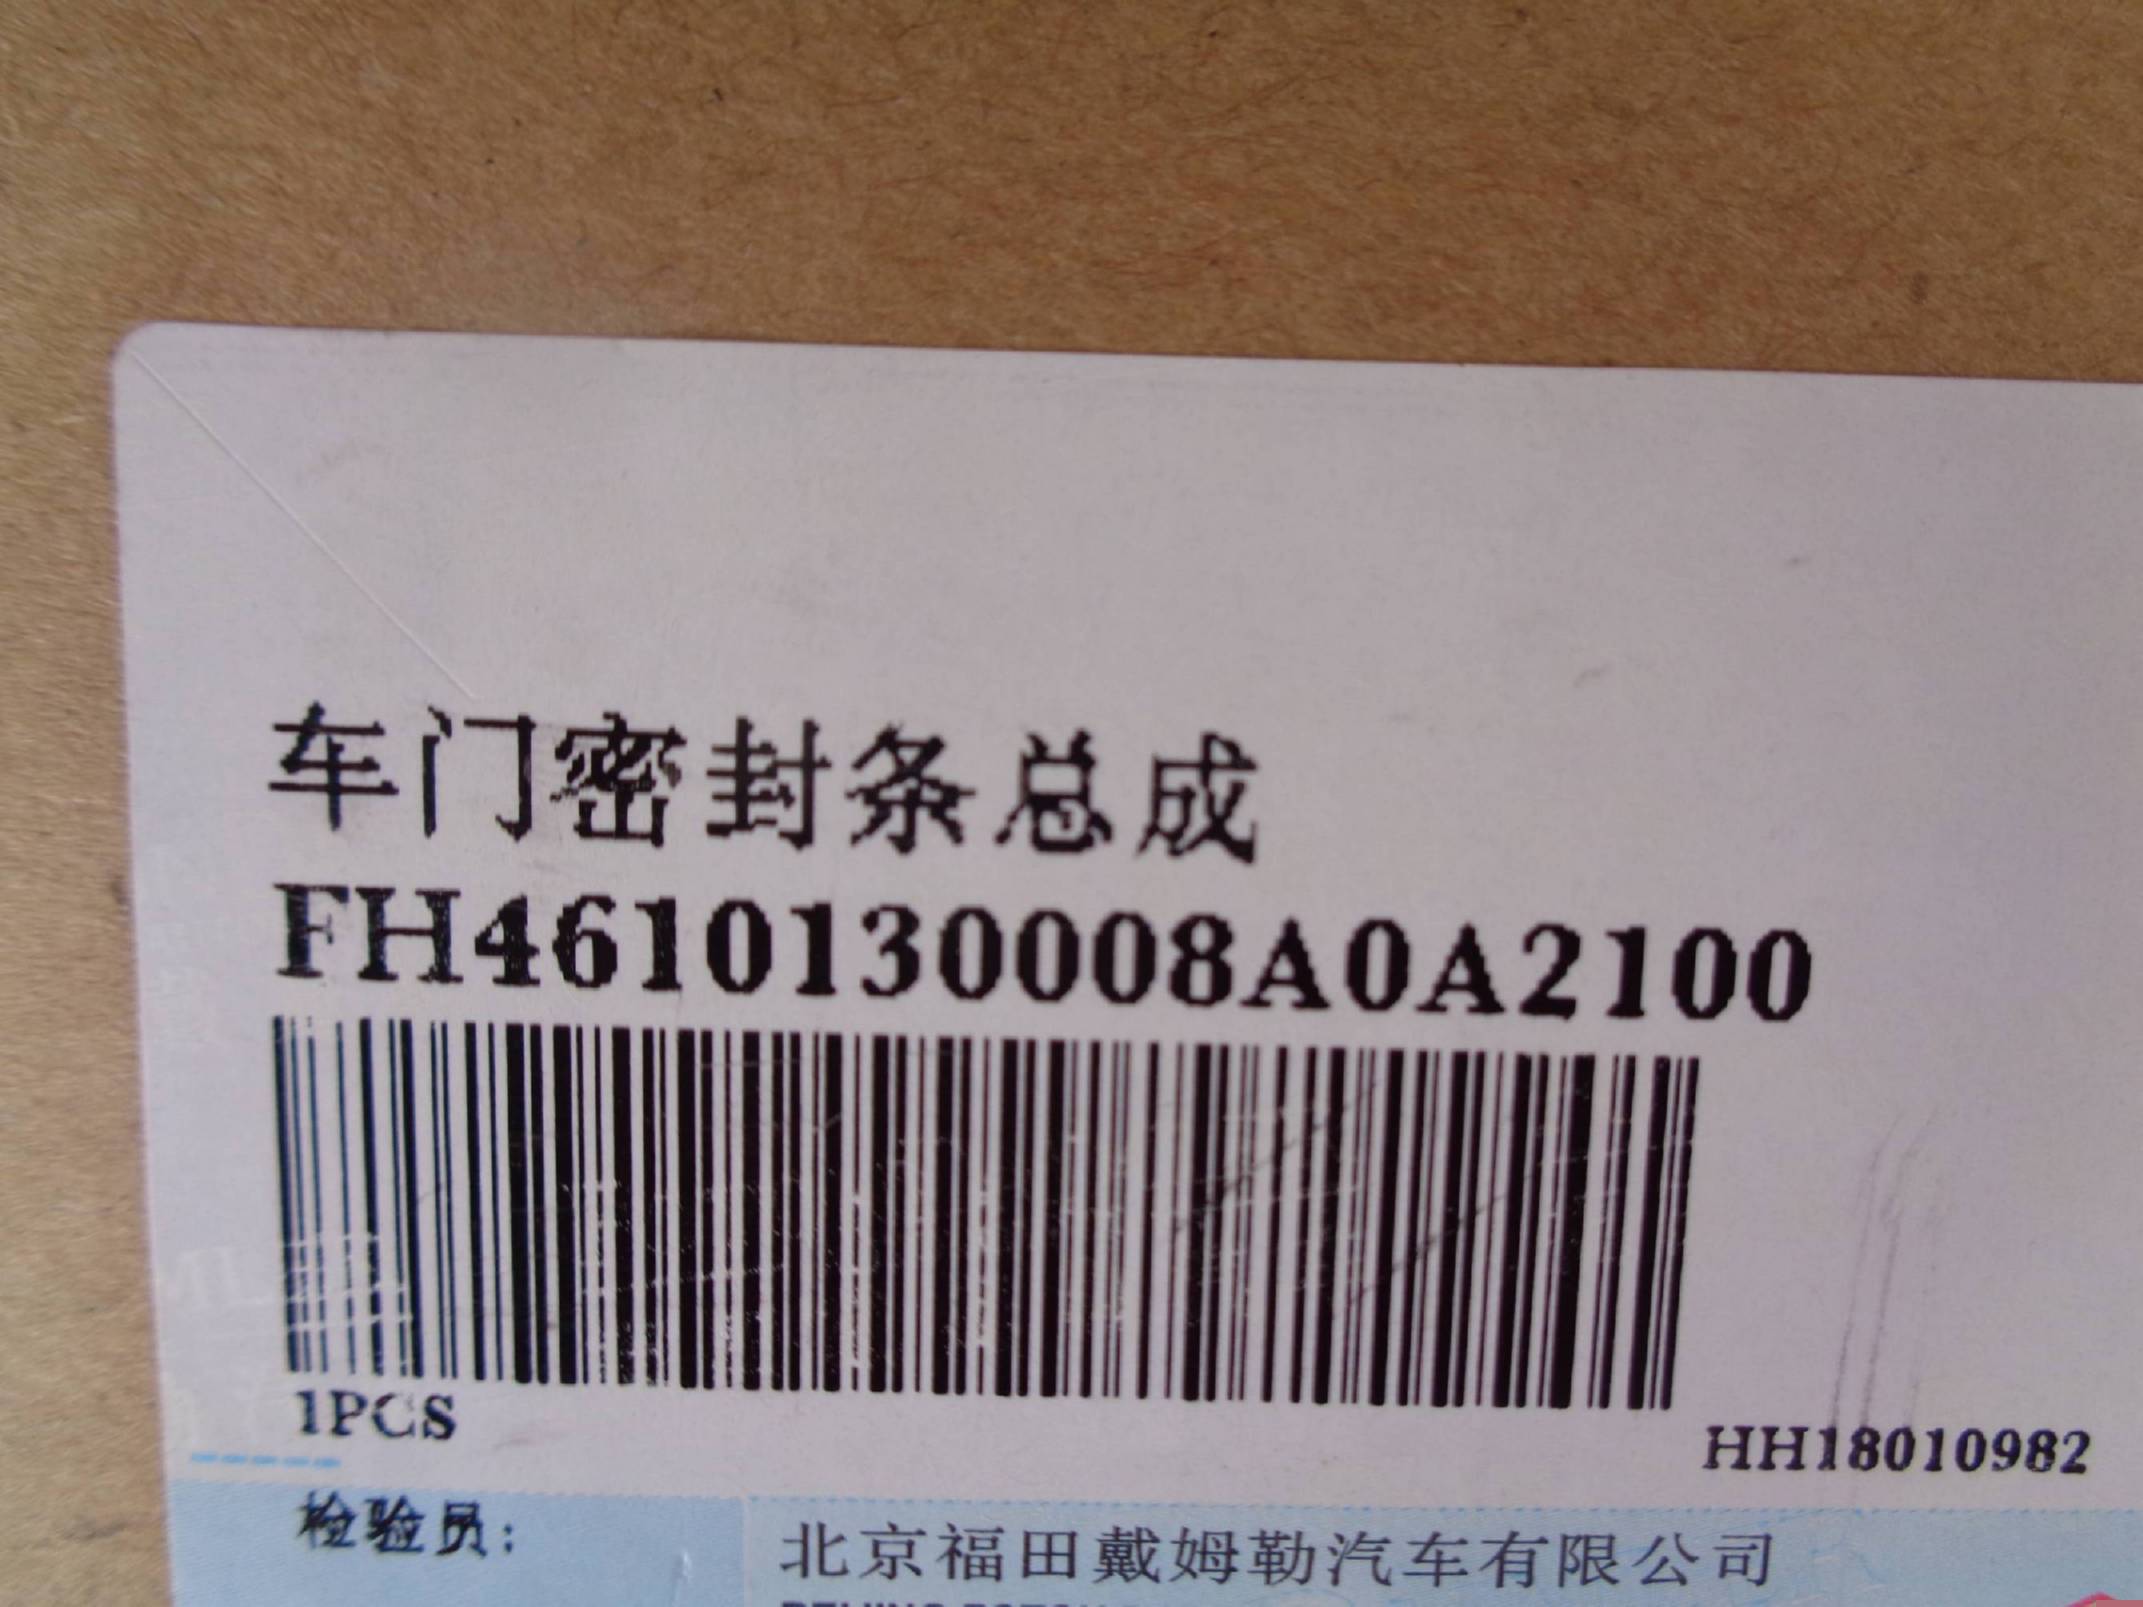 车门密封条总成
FH4610130008A0A2100
1PCS
HH18010982
检验员:
北京福田戴姆勒汽车有限公司